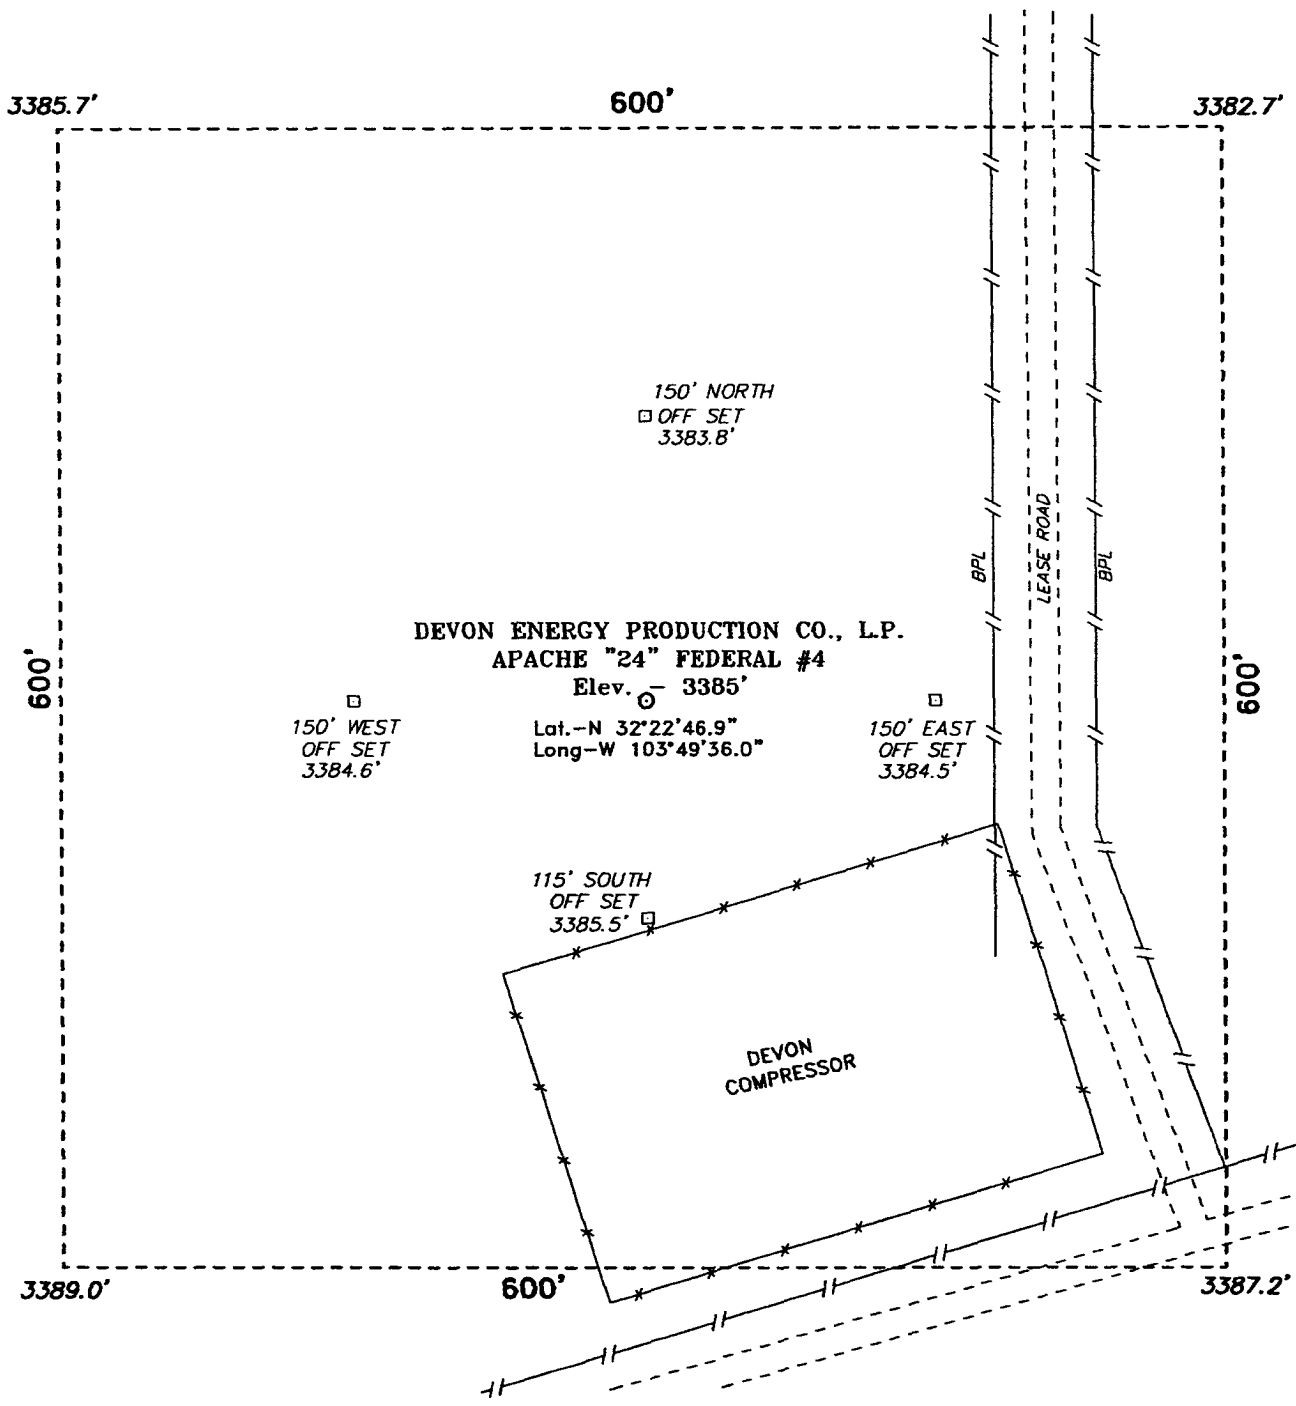 3385.7'
600'
3382.7'
150' NORTH
OFF SET
3383.8'
LEASE ROAD
BPL
BPL
DEVON ENERGY PRODUCTION CO., L.P.
APACHE "24" FEDERAL #4
Elev. - 3385'
Lat.-N 32°22'46.9"
Long-W 103°49'36.0"
600'
600'
150' WEST
OFF SET
3384.6'
150' EAST
OFF SET
3384.5'
115' SOUTH
OFF SET
3385.5'
DEVON
COMPRESSOR
3389.0'
600'
3387.2'